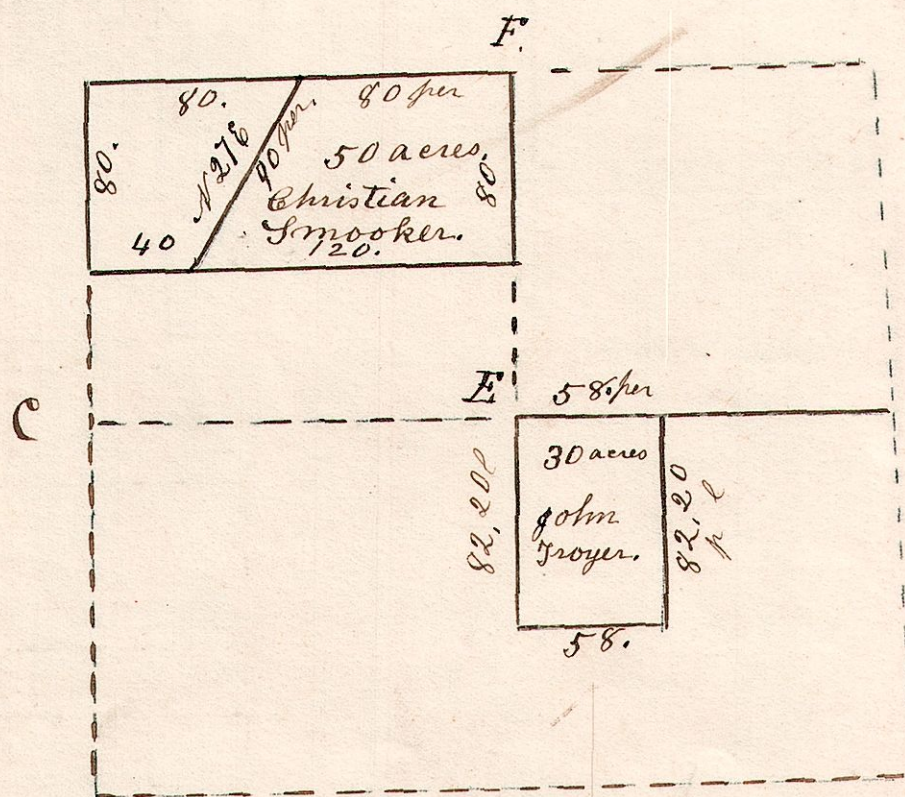 F.
80.
80 per
80.
N 27 E
90 per.
50 acres.
80.
Christian
Smooker.
40
120.
C
E
58. per
82,20 l
30 acres
John
Troyer.
82,20
p l
58.